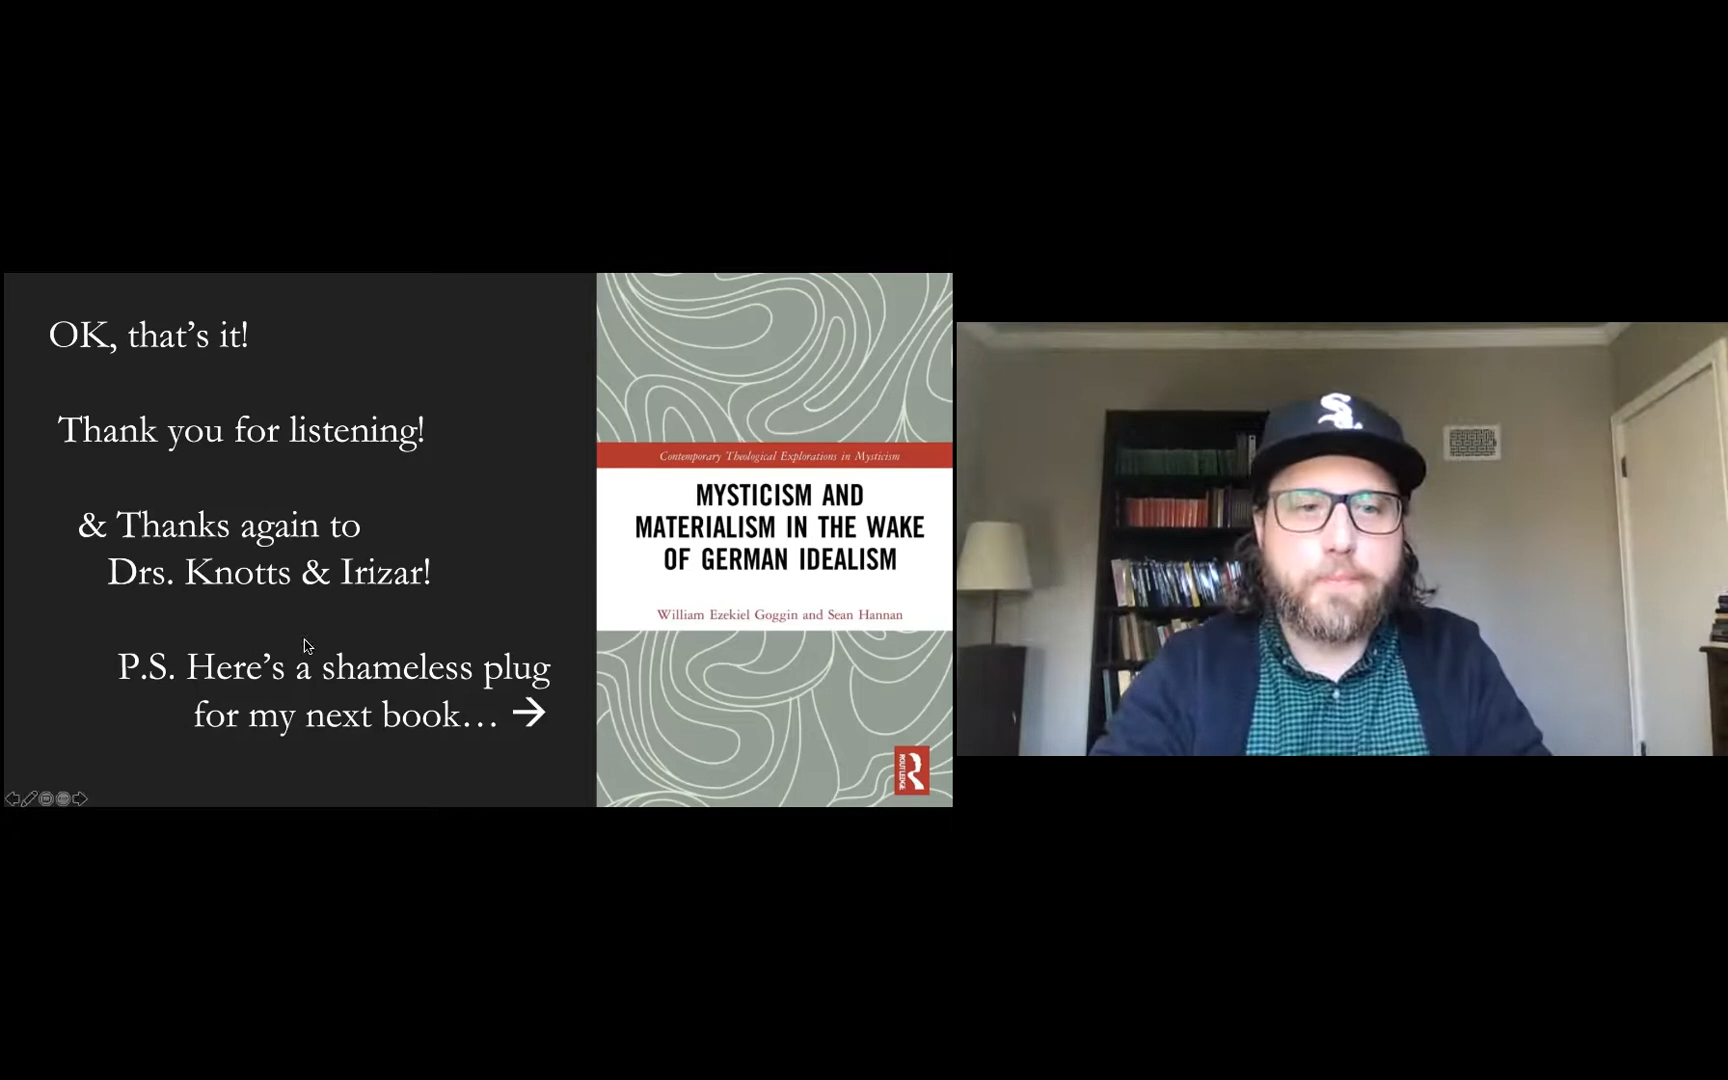 OK, that's it!
Thank you for listening!
& Thanks again to
Drs. Knotts & Irizar!
P.S. Here's a shameless plug
for my next book… →
Contemporary Theological Explorations in Mysticism
MYSTICISM AND
MATERIALISM IN THE WAKE
OF GERMAN IDEALISM
William Ezekiel Goggin and Sean Hannan
ROUTLEDGE
Sox